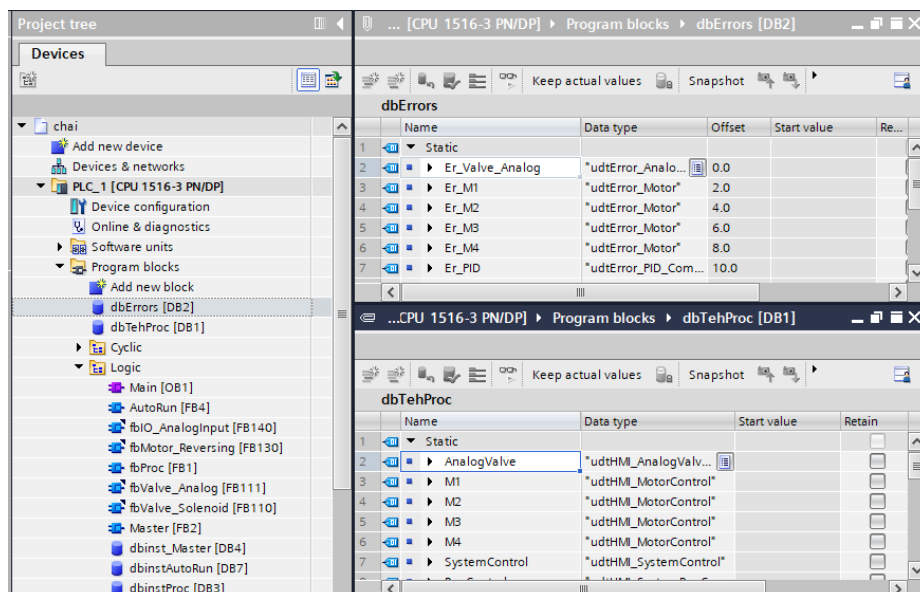 Project tree
Devices
chai
Add new device
Devices & networks
PLC_1 [CPU 1516-3 PN/DP]
Device configuration
Online & diagnostics
Software units
Program blocks
Add new block
dbErrors [DB2]
dbTehProc [DB1]
Cyclic
Logic
Main [OB1]
AutoRun [FB4]
fbIO_AnalogInput [FB140]
fbMotor_Reversing [FB130]
fbProc [FB1]
fbValve_Analog [FB111]
fbValve_Solenoid [FB110]
Master [FB2]
dbinst_Master [DB4]
dbinstAutoRun [DB7]
dbinstProc [DB3]
... [CPU 1516-3 PN/DP] Program blocks dbErrors [DB2]
Keep actual values Snapshot
dbErrors
Name Data type Offset Start value Re...
1 Static
2 Er_Valve_Analog "udtError_Analo... 0.0
3 Er_M1 "udtError_Motor" 2.0
4 Er_M2 "udtError_Motor" 4.0
5 Er_M3 "udtError_Motor" 6.0
6 Er_M4 "udtError_Motor" 8.0
7 Er_PID "udtError_PID_Com... 10.0
...CPU 1516-3 PN/DP] Program blocks dbTehProc [DB1]
Keep actual values Snapshot
dbTehProc
Name Data type Start value Retain
1 Static
2 AnalogValve "udtHMI_AnalogValv...
3 M1 "udtHMI_MotorControl"
4 M2 "udtHMI_MotorControl"
5 M3 "udtHMI_MotorControl"
6 M4 "udtHMI_MotorControl"
7 SystemControl "udtHMI_SystemControl"